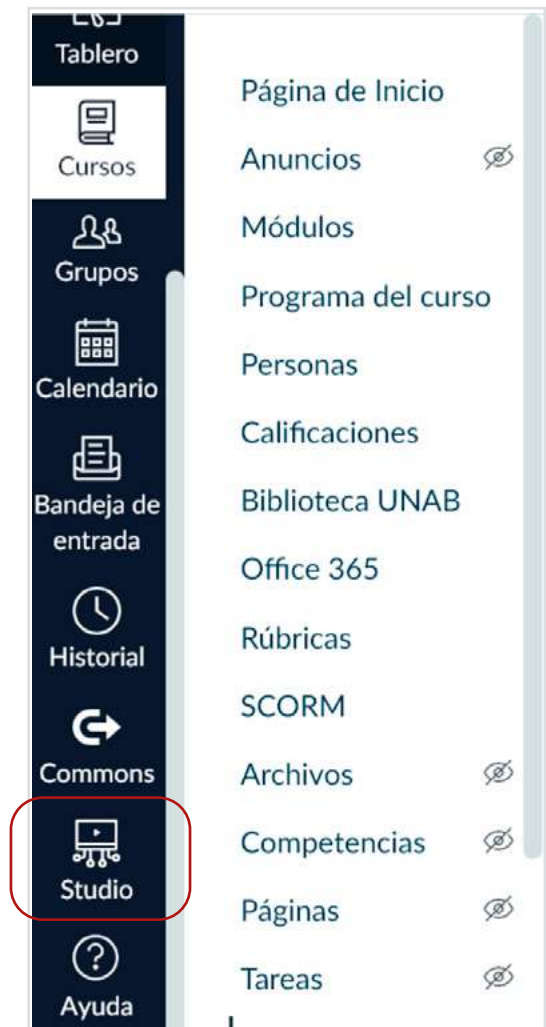 Tablero
Cursos
Grupos
Calendario
Bandeja de
entrada
Historial
Commons
Studio
Ayuda
Página de Inicio
Anuncios
Módulos
Programa del curso
Personas
Calificaciones
Biblioteca UNAB
Office 365
Rúbricas
SCORM
Archivos
Competencias
Páginas
Tareas